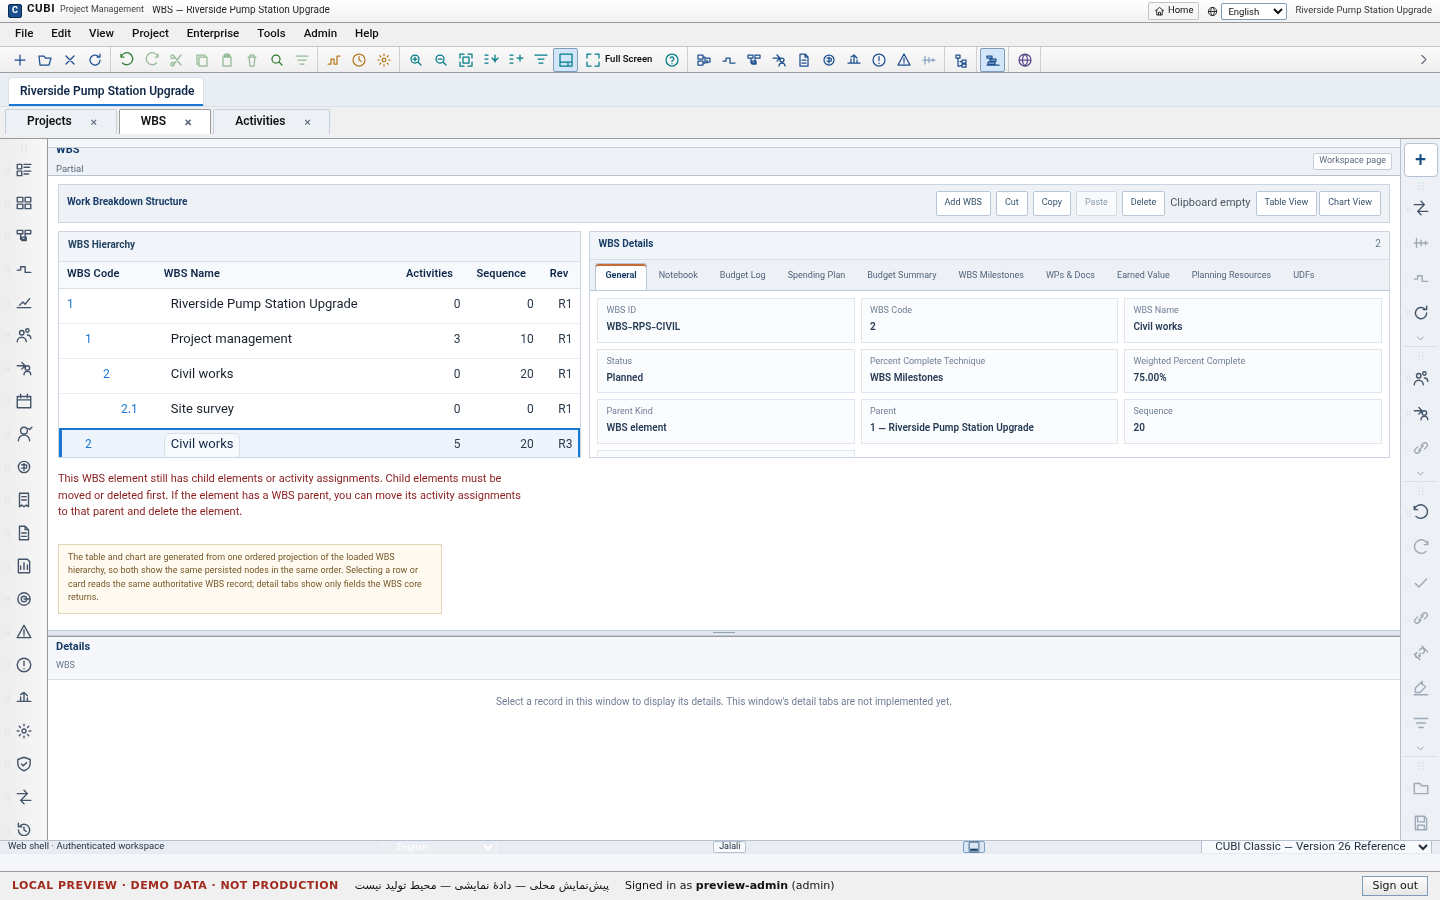 CUBI Project Management WBS — Riverside Pump Station Upgrade Home English Riverside Pump Station Upgrade
File Edit View Project Enterprise Tools Admin Help
Full Screen
Riverside Pump Station Upgrade
Projects × WBS × Activities ×
WBS
Partial
Workspace page
Work Breakdown Structure Add WBS Cut Copy Paste Delete Clipboard empty Table View Chart View
WBS Hierarchy
WBS Code WBS Name Activities Sequence Rev
1 Riverside Pump Station Upgrade 0 0 R1
1 Project management 3 10 R1
2 Civil works 0 20 R1
2.1 Site survey 0 0 R1
2 Civil works 5 20 R3
WBS Details 2
General Notebook Budget Log Spending Plan Budget Summary WBS Milestones WPs & Docs Earned Value Planning Resources UDFs
WBS ID WBS Code WBS Name
WBS-RPS-CIVIL 2 Civil works
Status Percent Complete Technique Weighted Percent Complete
Planned WBS Milestones 75.00%
Parent Kind Parent Sequence
WBS element 1 — Riverside Pump Station Upgrade 20
This WBS element still has child elements or activity assignments. Child elements must be
moved or deleted first. If the element has a WBS parent, you can move its activity assignments
to that parent and delete the element.
The table and chart are generated from one ordered projection of the loaded WBS
hierarchy, so both show the same persisted nodes in the same order. Selecting a row or
card reads the same authoritative WBS record; detail tabs show only fields the WBS core
returns.
Details
WBS
Select a record in this window to display its details. This window's detail tabs are not implemented yet.
Web shell · Authenticated workspace English Jalali CUBI Classic — Version 26 Reference
LOCAL PREVIEW · DEMO DATA · NOT PRODUCTION پیش‌نمایش محلی — دادهٔ نمایشی — محیط تولید نیست Signed in as preview-admin (admin) Sign out